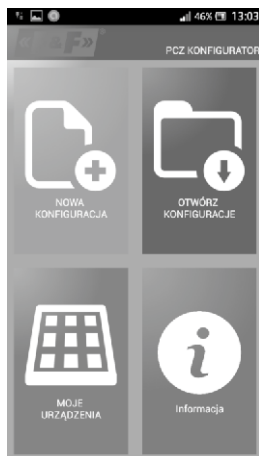 46% 13:03
«F&F»
PCZ KONFIGURATOR
NOWA
KONFIGURACJA
OTWÓRZ
KONFIGURACJE
MOJE
URZĄDZENIA
Informacja